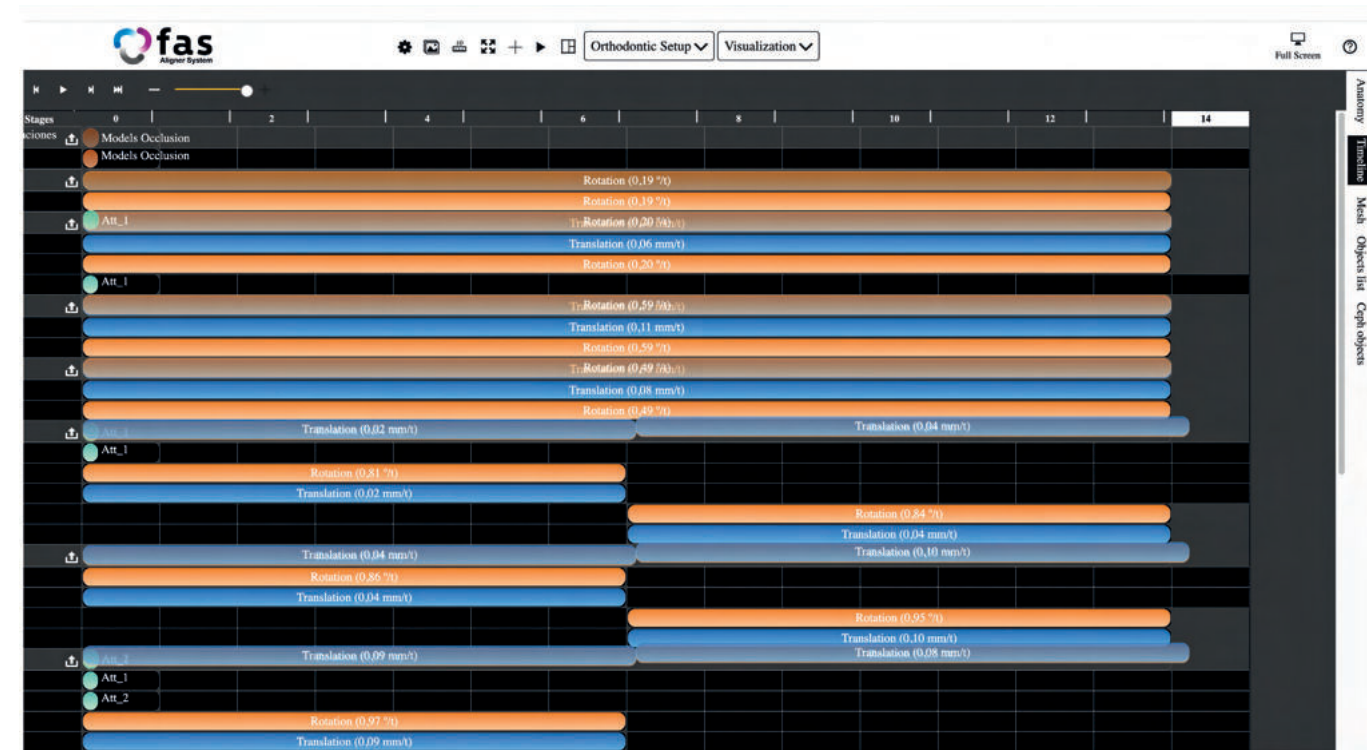 fas
Aligner System
Orthodontic Setup
Visualization
Full Screen
Anatomy
Timeline
Mesh
Objects list
Ceph objects
Stages 0 2 4 6 8 10 12 14
ciones Models Occlusion
Models Occlusion
Rotation (0,19 °/t)
Rotation (0,19 °/t)
Att_1 Rotation (0,20 °/t)
Translation (0,06 mm/t)
Rotation (0,20 °/t)
Att_1
Rotation (0,59 °/t)
Translation (0,11 mm/t)
Rotation (0,59 °/t)
Rotation (0,49 °/t)
Translation (0,08 mm/t)
Rotation (0,49 °/t)
Translation (0,02 mm/t) Translation (0,04 mm/t)
Att_1
Rotation (0,81 °/t)
Translation (0,02 mm/t)
Rotation (0,84 °/t)
Translation (0,04 mm/t)
Translation (0,04 mm/t) Translation (0,10 mm/t)
Rotation (0,86 °/t)
Translation (0,04 mm/t)
Rotation (0,95 °/t)
Translation (0,10 mm/t)
Att_2 Translation (0,09 mm/t) Translation (0,08 mm/t)
Att_1
Att_2
Rotation (0,97 °/t)
Translation (0,09 mm/t)